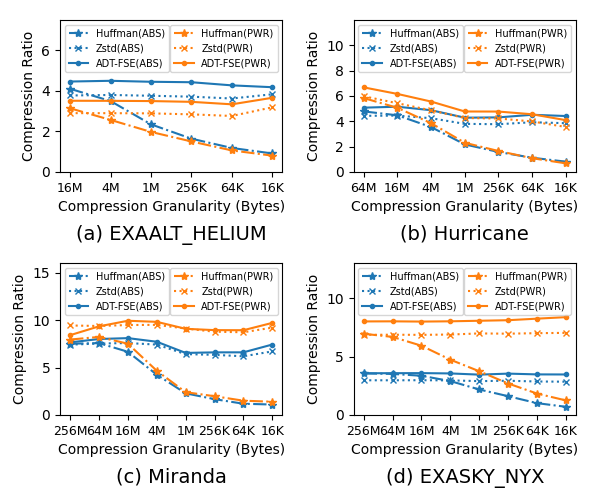 Huffman(ABS) Huffman(PWR)
Zstd(ABS) Zstd(PWR)
ADT-FSE(ABS) ADT-FSE(PWR)
Compression Ratio
6
4
2
0
16M 4M 1M 256K 64K 16K
Compression Granularity (Bytes)
(a) EXAALT_HELIUM
Huffman(ABS) Huffman(PWR)
Zstd(ABS) Zstd(PWR)
ADT-FSE(ABS) ADT-FSE(PWR)
Compression Ratio
10
8
6
4
2
0
64M 16M 4M 1M 256K 64K 16K
Compression Granularity (Bytes)
(b) Hurricane
Huffman(ABS) Huffman(PWR)
Zstd(ABS) Zstd(PWR)
ADT-FSE(ABS) ADT-FSE(PWR)
Compression Ratio
15
10
5
0
256M 64M 16M 4M 1M 256K 64K 16K
Compression Granularity (Bytes)
(c) Miranda
Huffman(ABS) Huffman(PWR)
Zstd(ABS) Zstd(PWR)
ADT-FSE(ABS) ADT-FSE(PWR)
Compression Ratio
10
5
0
256M 64M 16M 4M 1M 256K 64K 16K
Compression Granularity (Bytes)
(d) EXASKY_NYX